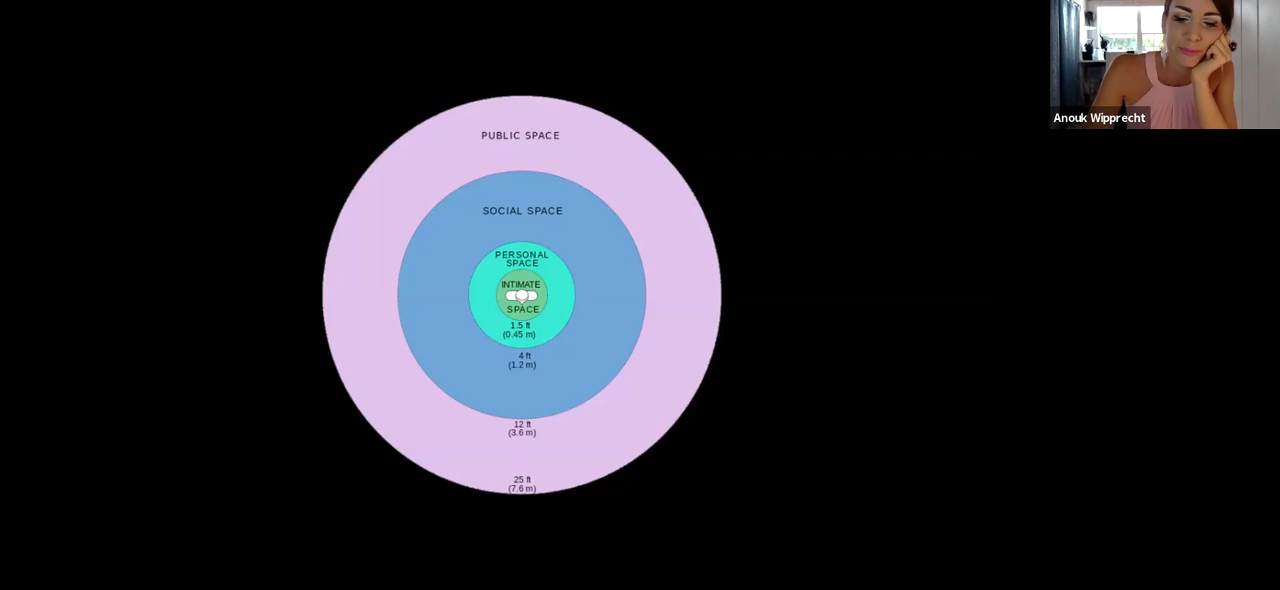 PUBLIC SPACE
SOCIAL SPACE
PERSONAL
SPACE
INTIMATE
SPACE
1.5 ft
(0.45 m)
4 ft
(1.2 m)
12 ft
(3.6 m)
25 ft
(7.6 m)
Anouk Wipprecht